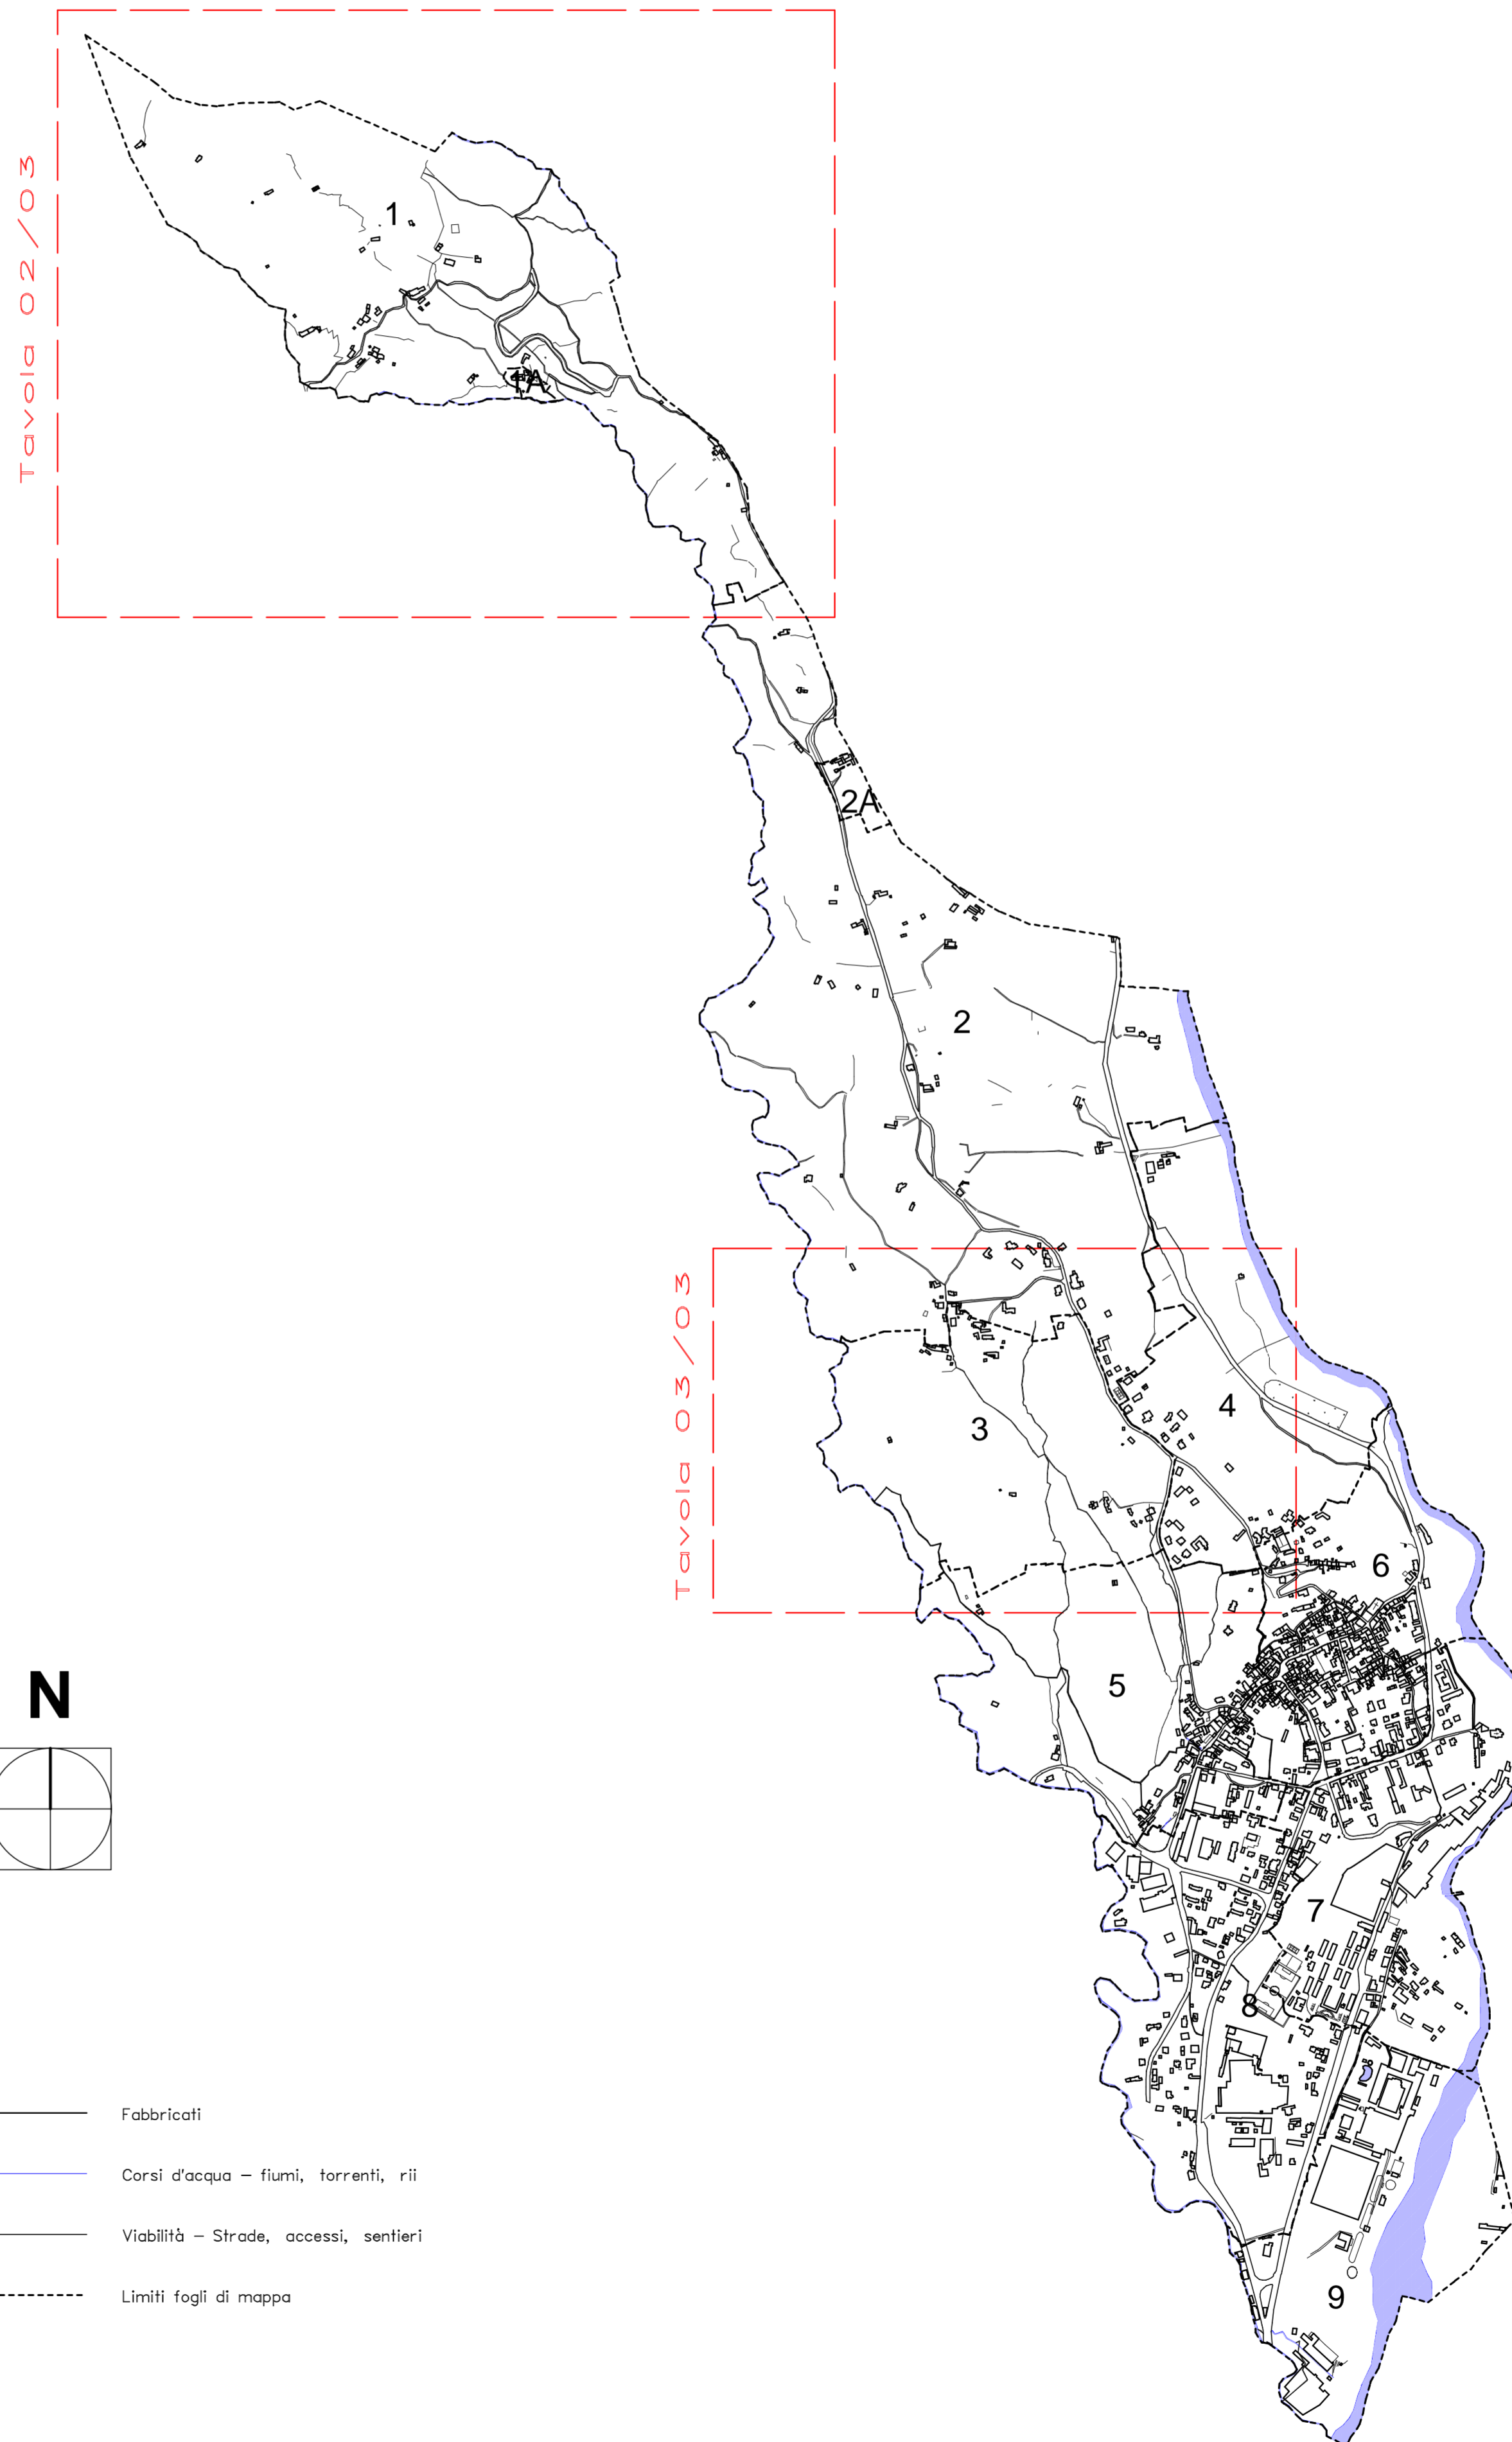 Tavola 02/03
1
1A
2A
2
Tavola 03/03
4
3
6
N
5
7
8
Fabbricati
Corsi d'acqua – fiumi, torrenti, rii
Viabilità – Strade, accessi, sentieri
Limiti fogli di mappa
9